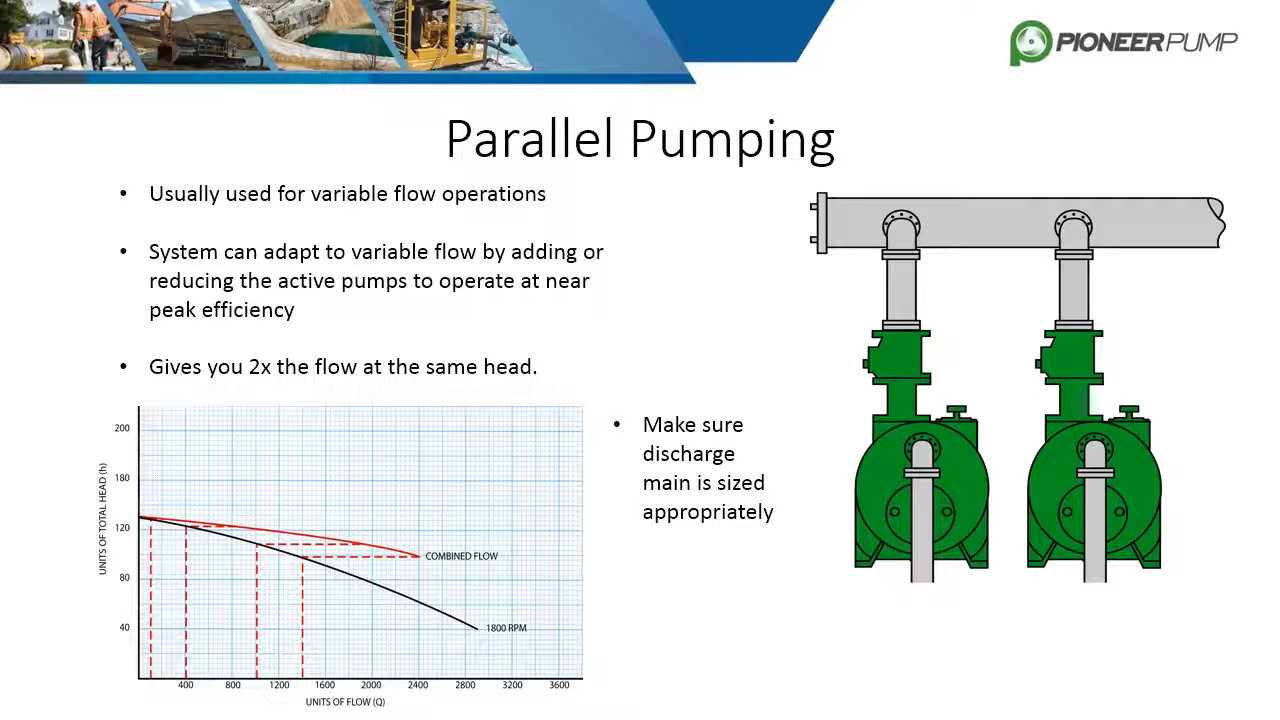 PIONEERPUMP
Parallel Pumping
• Usually used for variable flow operations
• System can adapt to variable flow by adding or
reducing the active pumps to operate at near
peak efficiency
• Gives you 2x the flow at the same head.
• Make sure
discharge
main is sized
appropriately
UNITS OF TOTAL HEAD (h)
200
180
120
80
40
COMBINED FLOW
1800 RPM
400 800 1200 1600 2000 2400 2800 3200 3600
UNITS OF FLOW (Q)